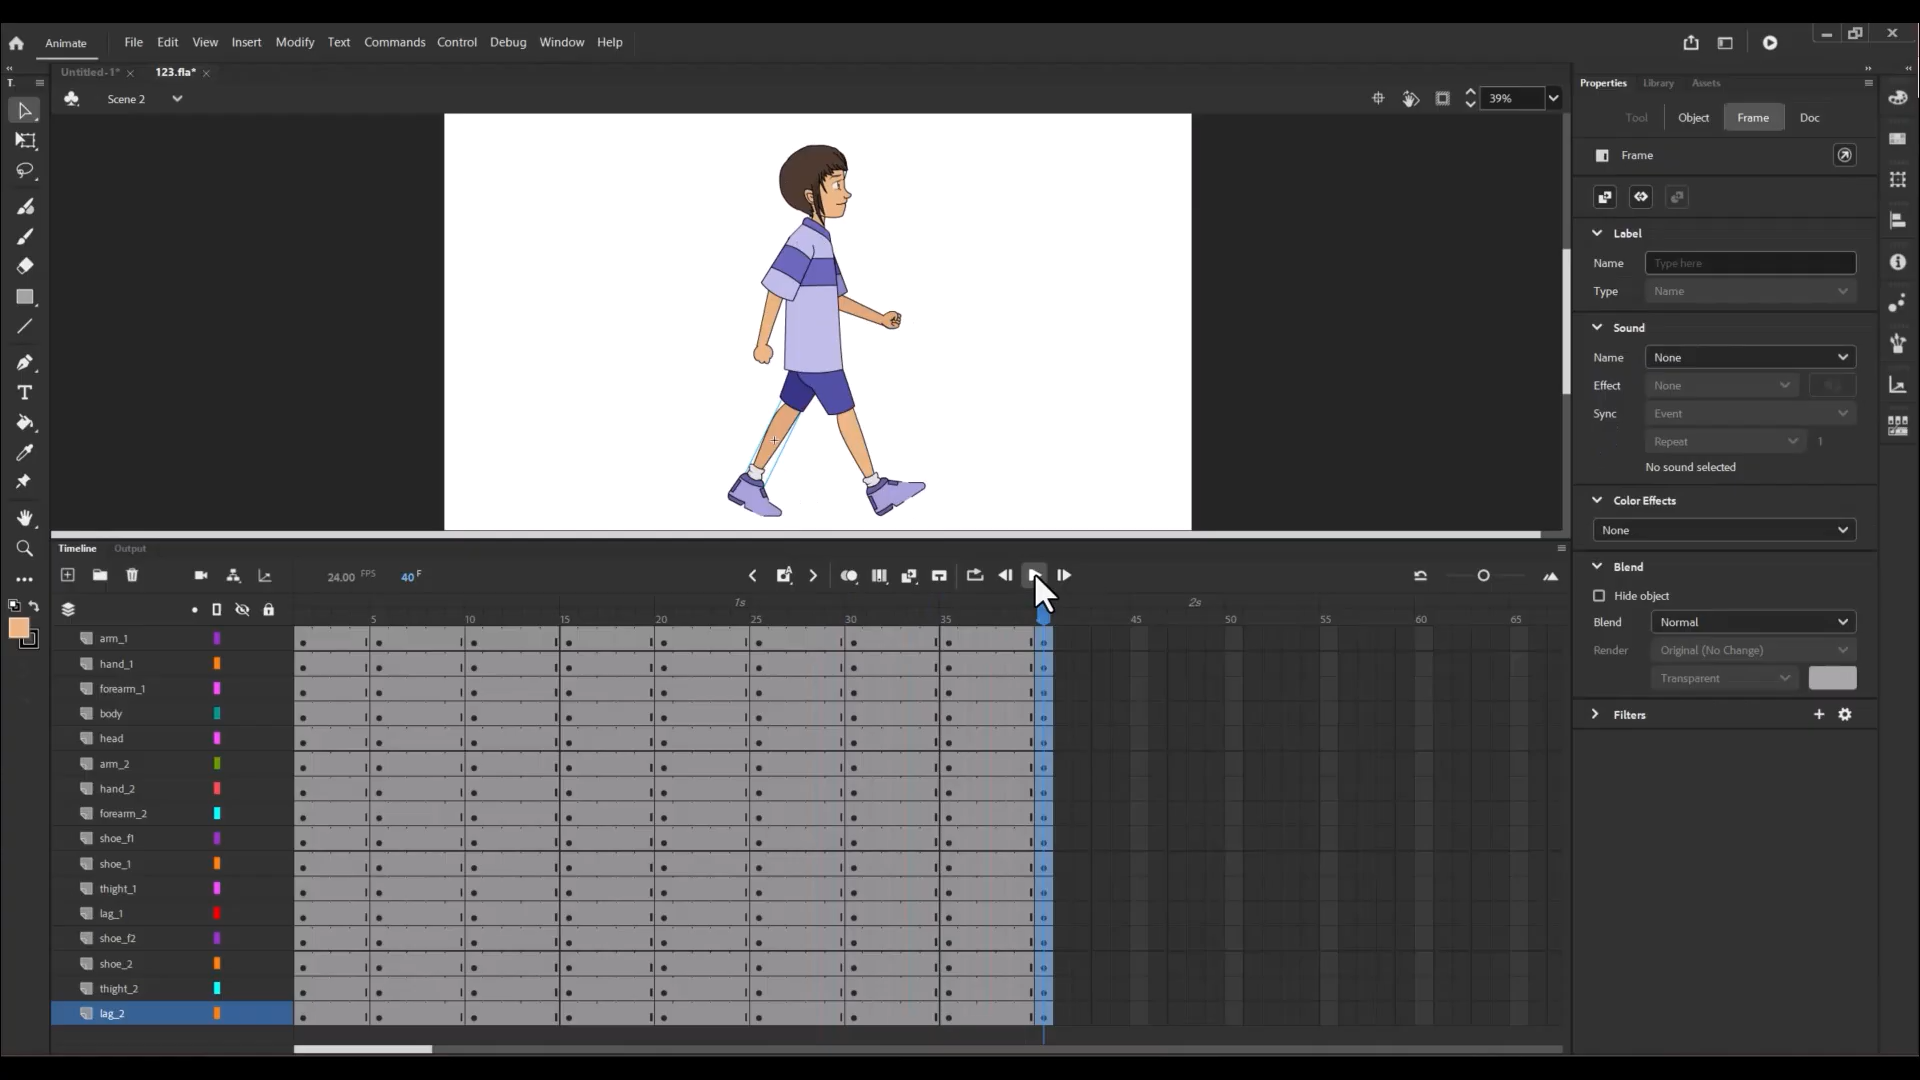 Animate File Edit View Insert Modify Text Commands Control Debug Window Help
Untitled-1* × 123.fla* ×
Scene 2
39%
Timeline Output
24.00 FPS 40 F
1s 2s
5 10 15 20 25 30 35 45 50 55 60 65
arm_1
hand_1
forearm_1
body
head
arm_2
hand_2
forearm_2
shoe_f1
shoe_1
thight_1
lag_1
shoe_f2
shoe_2
thight_2
lag_2
Properties Library Assets
Tool Object Frame Doc
Frame
Label
Name Type here
Type Name
Sound
Name None
Effect None
Sync Event
Repeat 1
No sound selected
Color Effects
None
Blend
Hide object
Blend Normal
Render Original (No Change)
Transparent
Filters